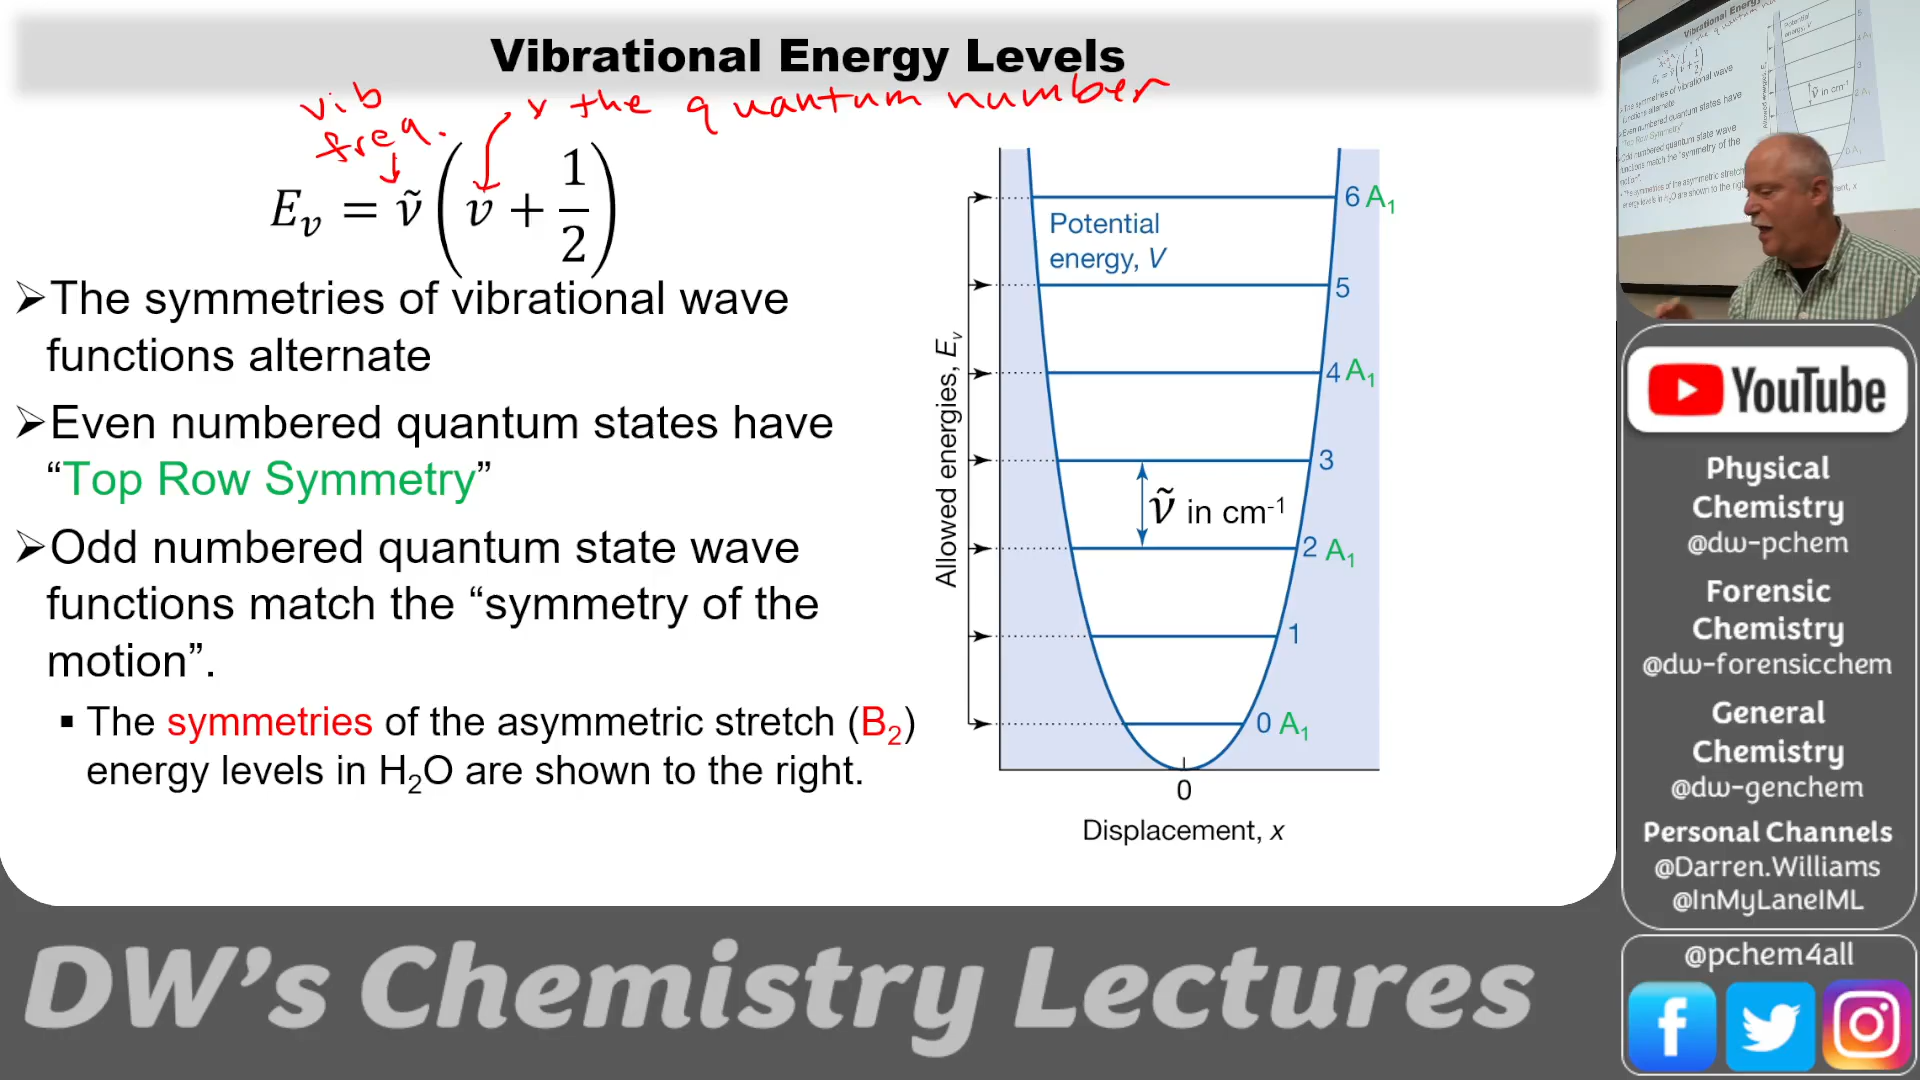 Vibrational Energy Levels
vib
freq.
the quantum number
E_v = ṽ (v + 1/2)
➢The symmetries of vibrational wave
functions alternate
➢Even numbered quantum states have
“Top Row Symmetry”
➢Odd numbered quantum state wave
functions match the “symmetry of the
motion”.
▪ The symmetries of the asymmetric stretch (B₂)
energy levels in H₂O are shown to the right.
Allowed energies, E_v
Potential
energy, V
6 A₁
5
4 A₁
3
ṽ in cm⁻¹
2 A₁
1
0 A₁
0
Displacement, x
YouTube
Physical
Chemistry
@dw-pchem
Forensic
Chemistry
@dw-forensicchem
General
Chemistry
@dw-genchem
Personal Channels
@Darren.Williams
@InMyLaneIML
@pchem4all
DW’s Chemistry Lectures